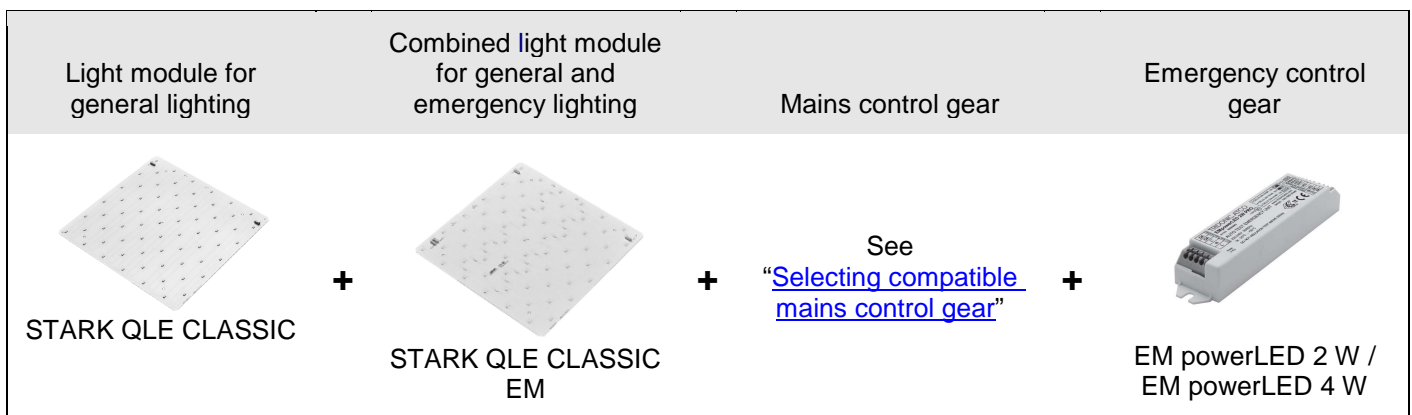 Light module for
general lighting
Combined light module
for general and
emergency lighting
Mains control gear
Emergency control
gear
STARK QLE CLASSIC
+
STARK QLE CLASSIC
EM
+
See
“Selecting compatible
mains control gear”
+
EM powerLED 2 W /
EM powerLED 4 W